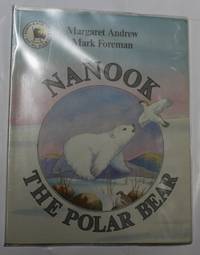 Margaret Andrew
Mark Foreman
NANOOK
THE POLAR BEAR